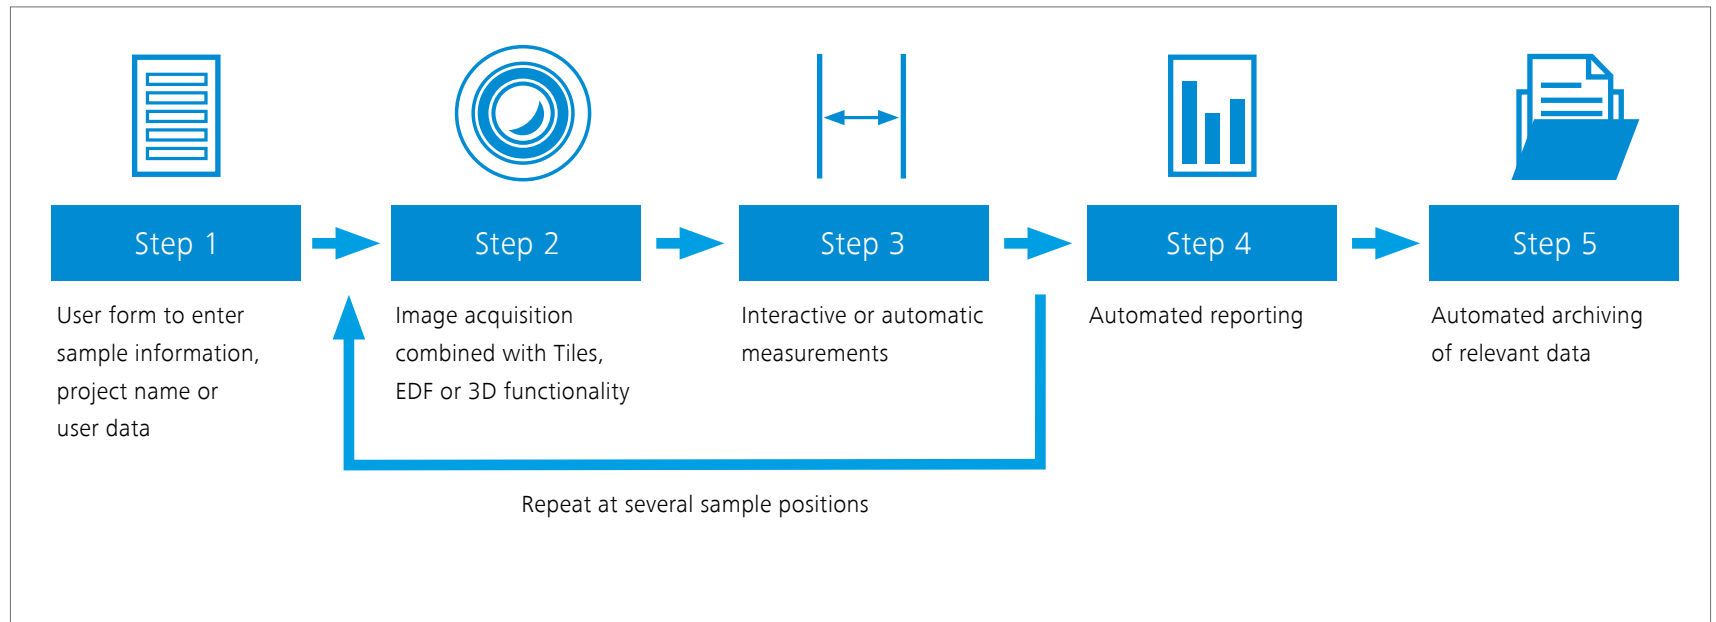 Step 1
Step 2
Step 3
Step 4
Step 5
User form to enter
sample information,
project name or
user data
Image acquisition
combined with Tiles,
EDF or 3D functionality
Interactive or automatic
measurements
Automated reporting
Automated archiving
of relevant data
Repeat at several sample positions